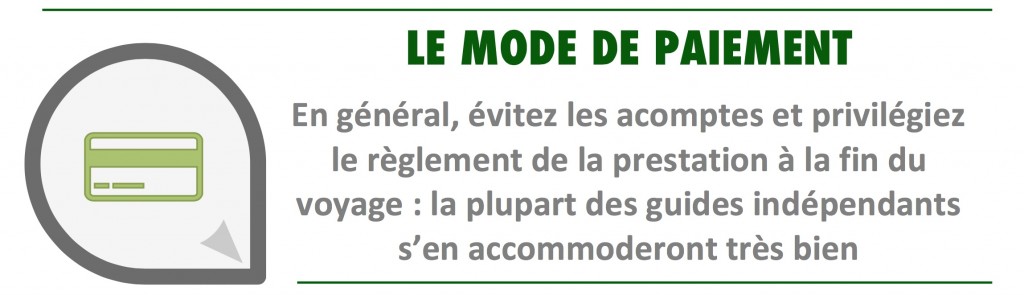 LE MODE DE PAIEMENT
En général, évitez les acomptes et privilégiez
le règlement de la prestation à la fin du
voyage : la plupart des guides indépendants
s’en accommoderont très bien